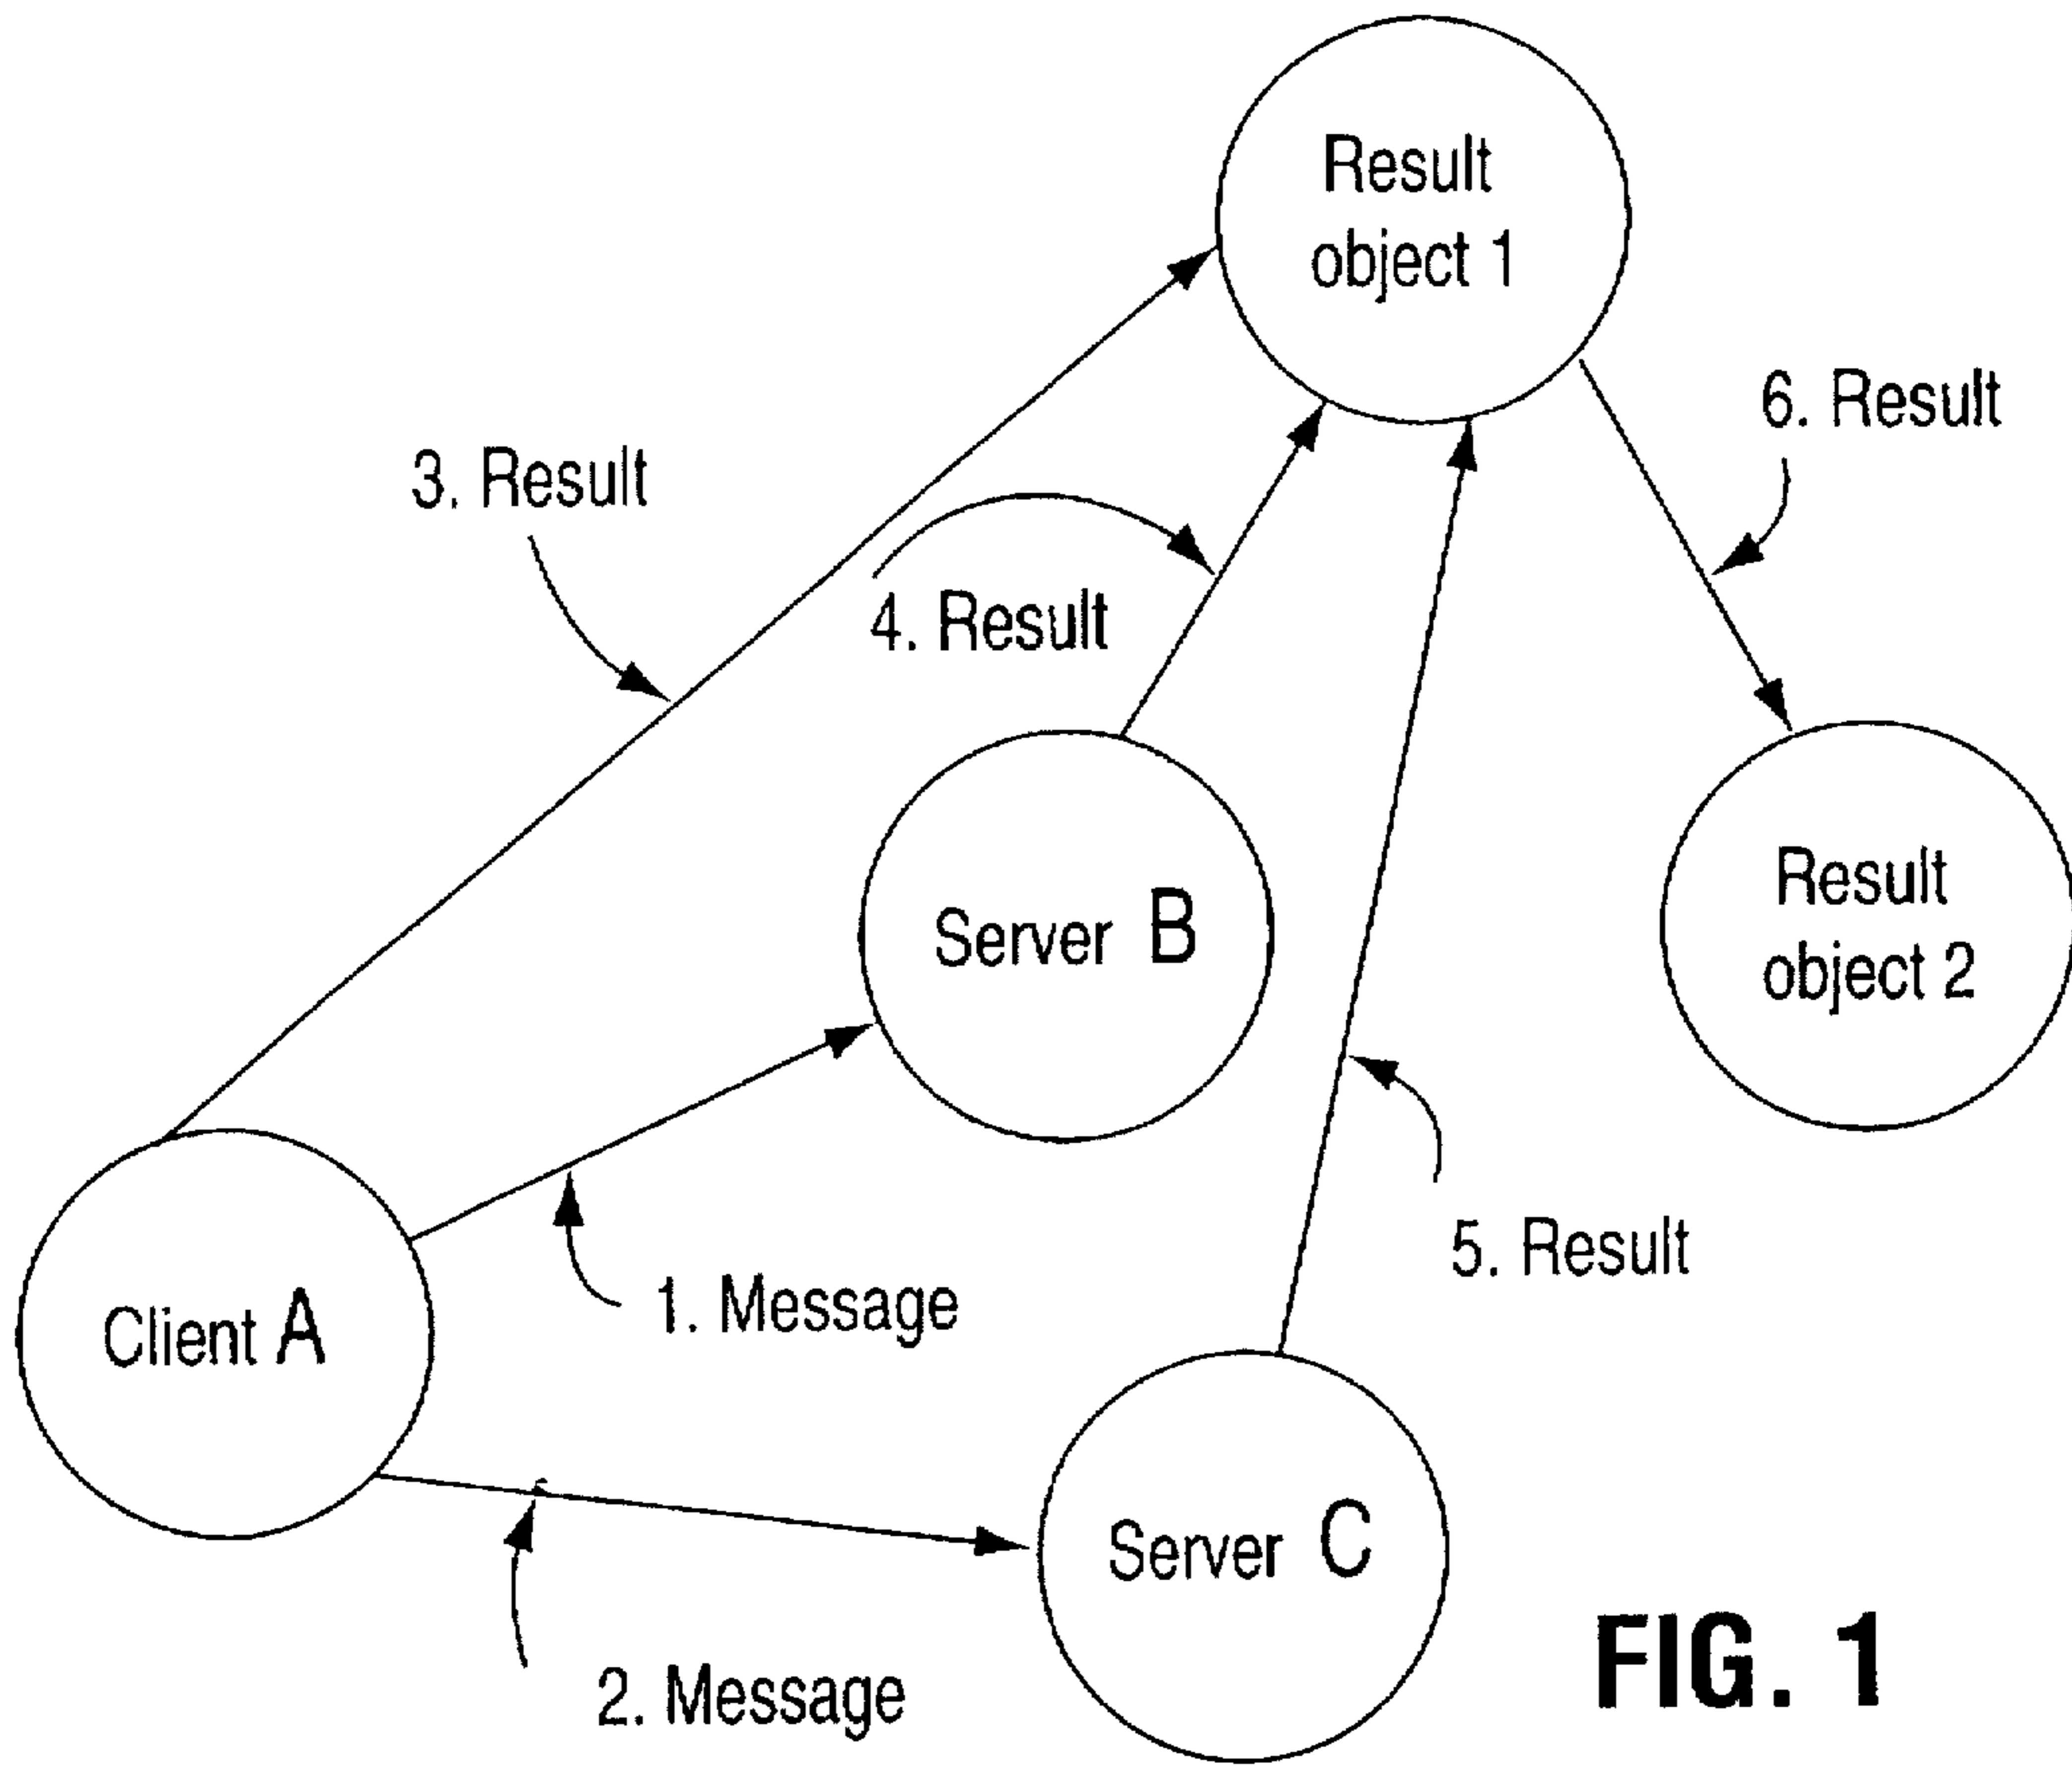 Result
object 1
6. Result
3. Result
4. Result
Result
object 2
Server B
5. Result
1. Message
Client A
Server C
2. Message
FIG. 1